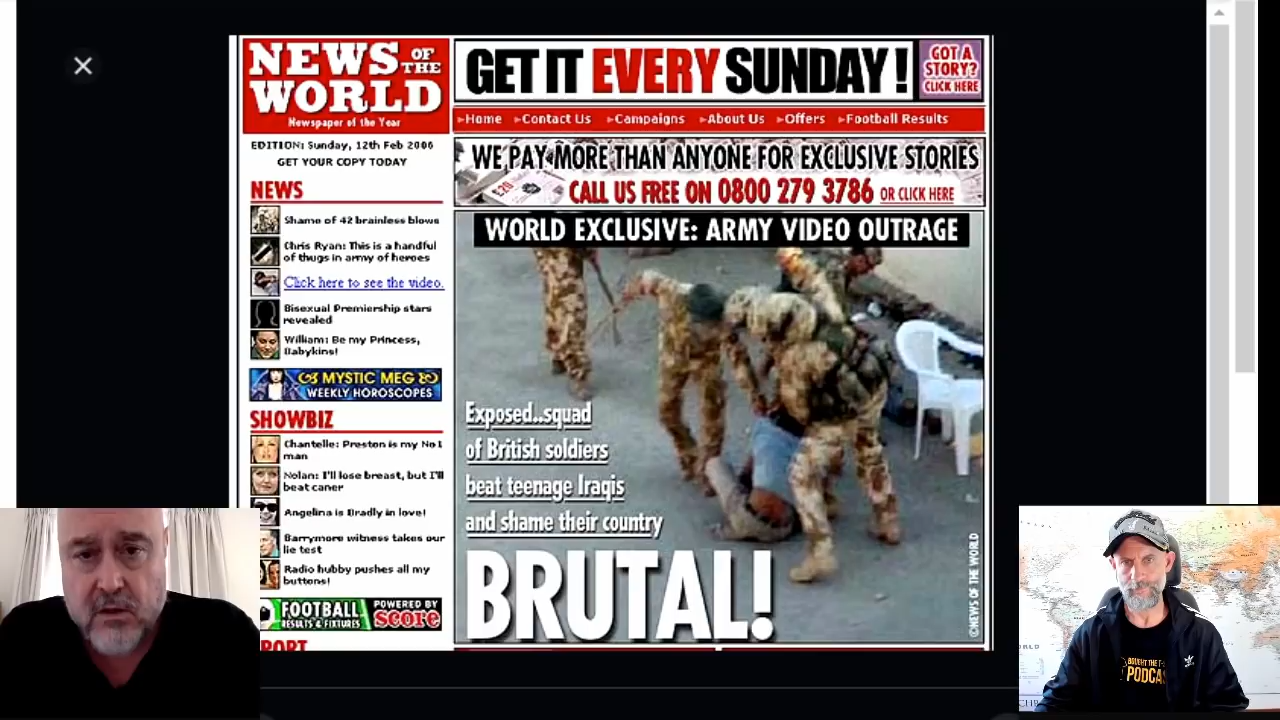 NEWS OF THE
WORLD
Newspaper of the Year
GET IT EVERY SUNDAY!
GOT A
STORY?
CLICK HERE
Home Contact Us Campaigns About Us Offers Football Results
EDITION: Sunday, 12th Feb 2006
GET YOUR COPY TODAY
WE PAY MORE THAN ANYONE FOR EXCLUSIVE STORIES
£20
CALL US FREE ON 0800 279 3786 OR CLICK HERE
NEWS
Shame of 42 brainless blows
Chris Ryan: This is a handful
of thugs in army of heroes
Click here to see the video.
Bisexual Premiership stars
revealed
William: Be my Princess,
Babykins!
MYSTIC MEG
WEEKLY HOROSCOPES
SHOWBIZ
Chantelle: Preston is my No1
man
Nolan: I'll lose breast, but I'll
beat caner
Angelina is Bradly in love!
Barrymore witness takes our
lie test
Radio hubby pushes all my
buttons!
FOOTBALL
RESULTS & FIXTURES
POWERED BY
score
WORLD EXCLUSIVE: ARMY VIDEO OUTRAGE
Exposed..squad
of British soldiers
beat teenage Iraqis
and shame their country
BRUTAL!
©NEWS OF THE WORLD
BOUGHT THE
PODCAS